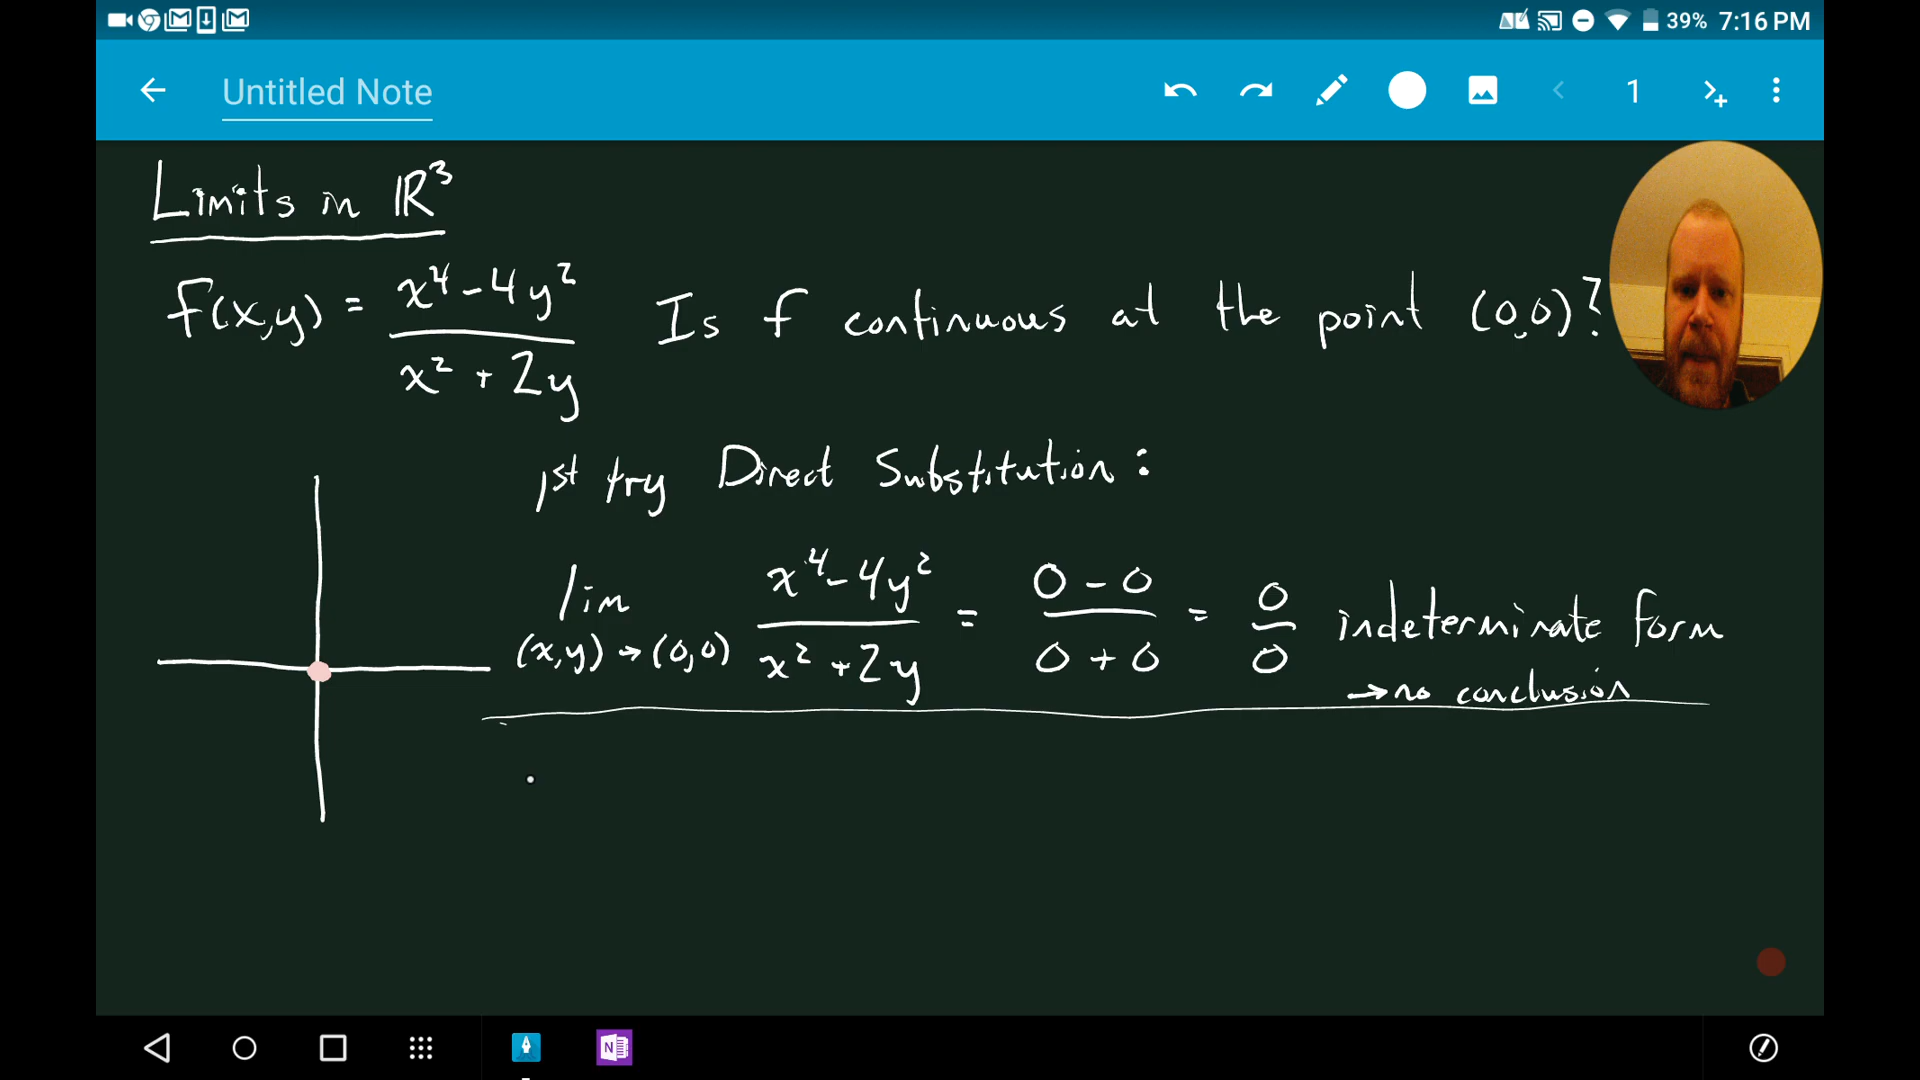 39% 7:16 PM
Untitled Note
1
Limits in ℝ³
f(x,y) = (x⁴-4y²)/(x²+2y) Is f continuous at the point (0,0)?
1st try Direct Substitution:
lim (x,y)→(0,0) (x⁴-4y²)/(x²+2y) = (0-0)/(0+0) = 0/0 indeterminate form
→no conclusion
N